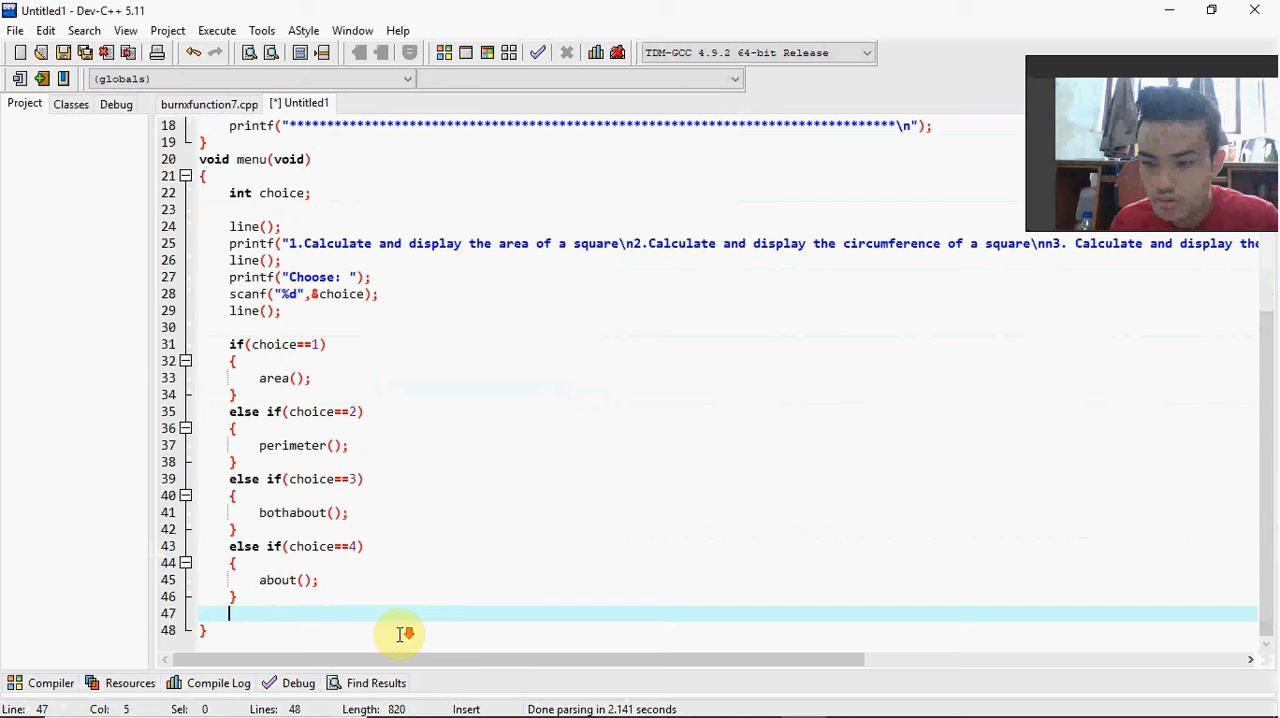 Untitled1 - Dev-C++ 5.11
File Edit Search View Project Execute Tools AStyle Window Help
TDM-GCC 4.9.2 64-bit Release
(globals)
Project Classes Debug
burnxfunction7.cpp [*] Untitled1
18 printf("*********************************************************************************\n");
19 }
20 void menu(void)
21 {
22 int choice;
23
24 line();
25 printf("1.Calculate and display the area of a square\n2.Calculate and display the circumference of a square\nn3. Calculate and display the
26 line();
27 printf("Choose: ");
28 scanf("%d",&choice);
29 line();
30
31 if(choice==1)
32 {
33 area();
34 }
35 else if(choice==2)
36 {
37 perimeter();
38 }
39 else if(choice==3)
40 {
41 bothabout();
42 }
43 else if(choice==4)
44 {
45 about();
46 }
47
48 }
Compiler Resources Compile Log Debug Find Results
Line: 47 Col: 5 Sel: 0 Lines: 48 Length: 820 Insert Done parsing in 2.141 seconds